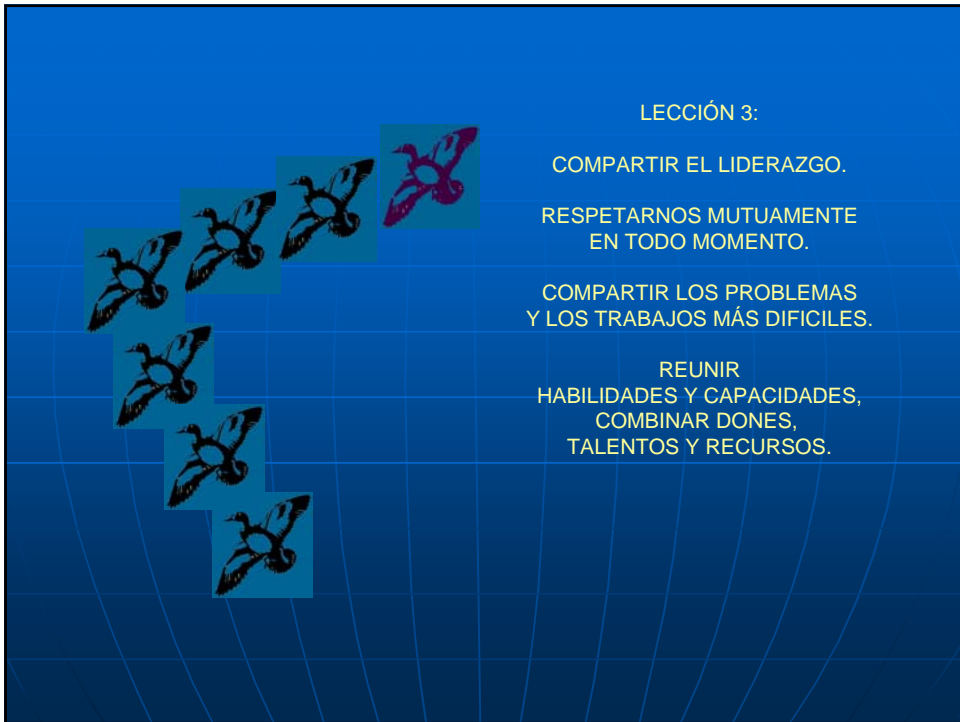 LECCIÓN 3:
COMPARTIR EL LIDERAZGO.
RESPETARNOS MUTUAMENTE
EN TODO MOMENTO.
COMPARTIR LOS PROBLEMAS
Y LOS TRABAJOS MÁS DIFICILES.
REUNIR
HABILIDADES Y CAPACIDADES,
COMBINAR DONES,
TALENTOS Y RECURSOS.